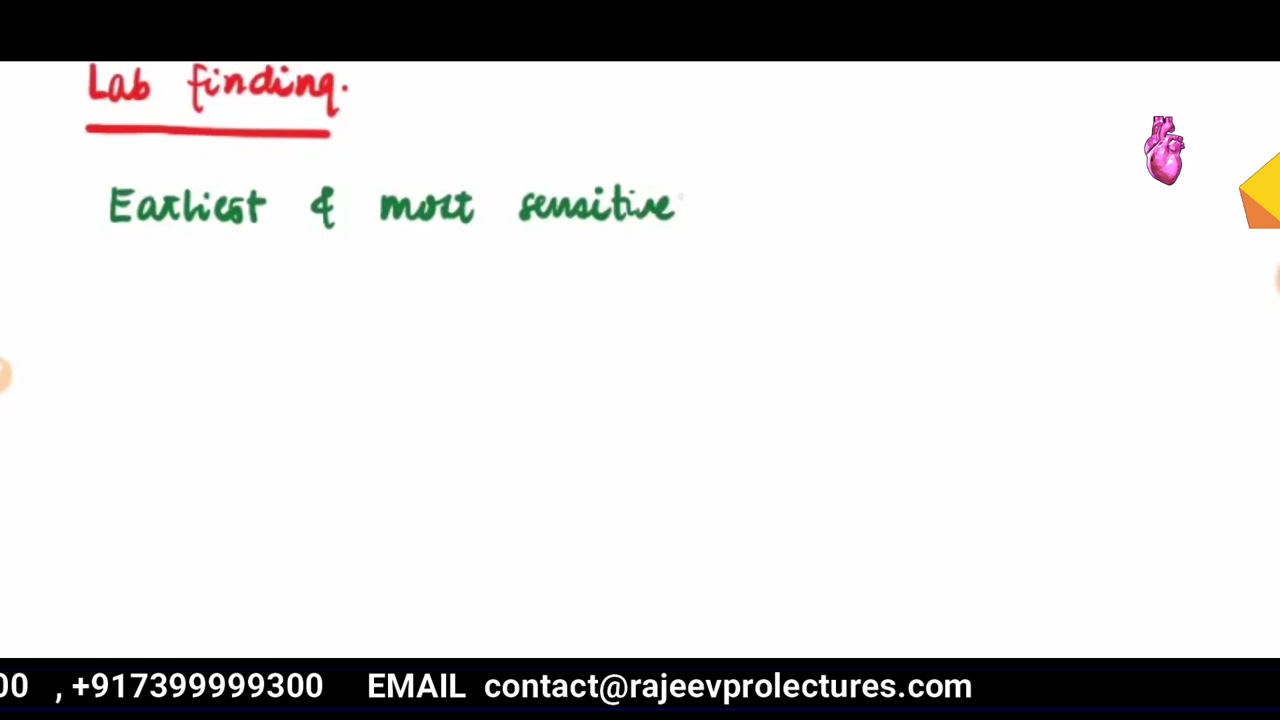 Lab finding.
Earliest & most sensitive
00 , +917399999300 EMAIL contact@rajeevprolectures.com